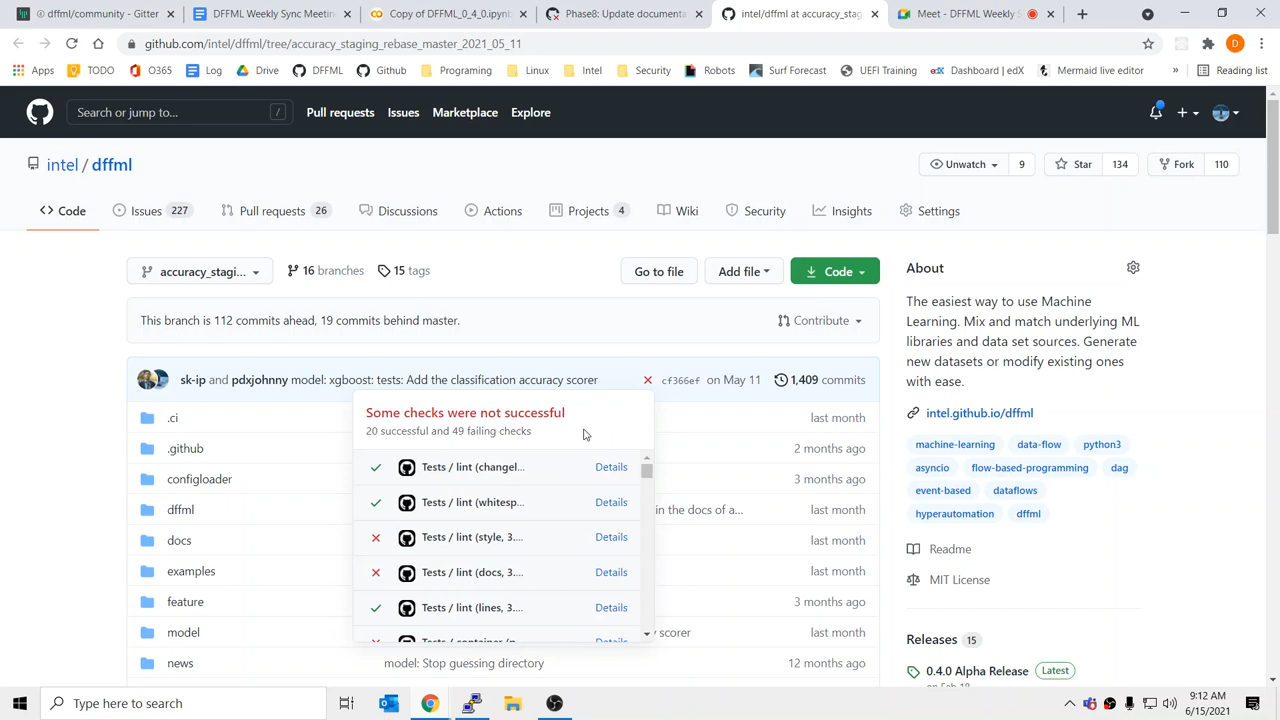 @ dffml/community - Gitter
DFFML Weekly Sync Meetin
Copy of DFFML_0_4_0.ipynb
Phase8: Update documenta
intel/dffml at accuracy_stag
Meet - DFFML Weekly S
github.com/intel/dffml/tree/accuracy_staging_rebase_master_2021_05_11
D
Apps TODO O365 Log Drive DFFML Github Programing Linux Intel Security Robots Surf Forecast UEFI Training edX Dashboard | edX Mermaid live editor » Reading list
Search or jump to... /
Pull requests Issues Marketplace Explore
intel / dffml
Unwatch 9 Star 134 Fork 110
Code Issues 227 Pull requests 26 Discussions Actions Projects 4 Wiki Security Insights Settings
accuracy_stagi... 16 branches 15 tags Go to file Add file Code
This branch is 112 commits ahead, 19 commits behind master. Contribute
sk-ip and pdxjohnny model: xgboost: tests: Add the classification accuracy scorer cf366ef on May 11 1,409 commits
Some checks were not successful
20 successful and 49 failing checks
Tests / lint (changel... Details
Tests / lint (whitesp... Details
Tests / lint (style, 3.... Details
Tests / lint (docs, 3.... Details
Tests / lint (lines, 3.... Details
Tests / container (p Details
.ci last month
.github 2 months ago
configloader 3 months ago
dffml in the docs of a... last month
docs last month
examples last month
feature 3 months ago
model y scorer last month
news model: Stop guessing directory 12 months ago
About
The easiest way to use Machine
Learning. Mix and match underlying ML
libraries and data set sources. Generate
new datasets or modify existing ones
with ease.
intel.github.io/dffml
machine-learning data-flow python3
asyncio flow-based-programming dag
event-based dataflows
hyperautomation dffml
Readme
MIT License
Releases 15
0.4.0 Alpha Release Latest
on Feb 18
Type here to search
9:12 AM
6/15/2021